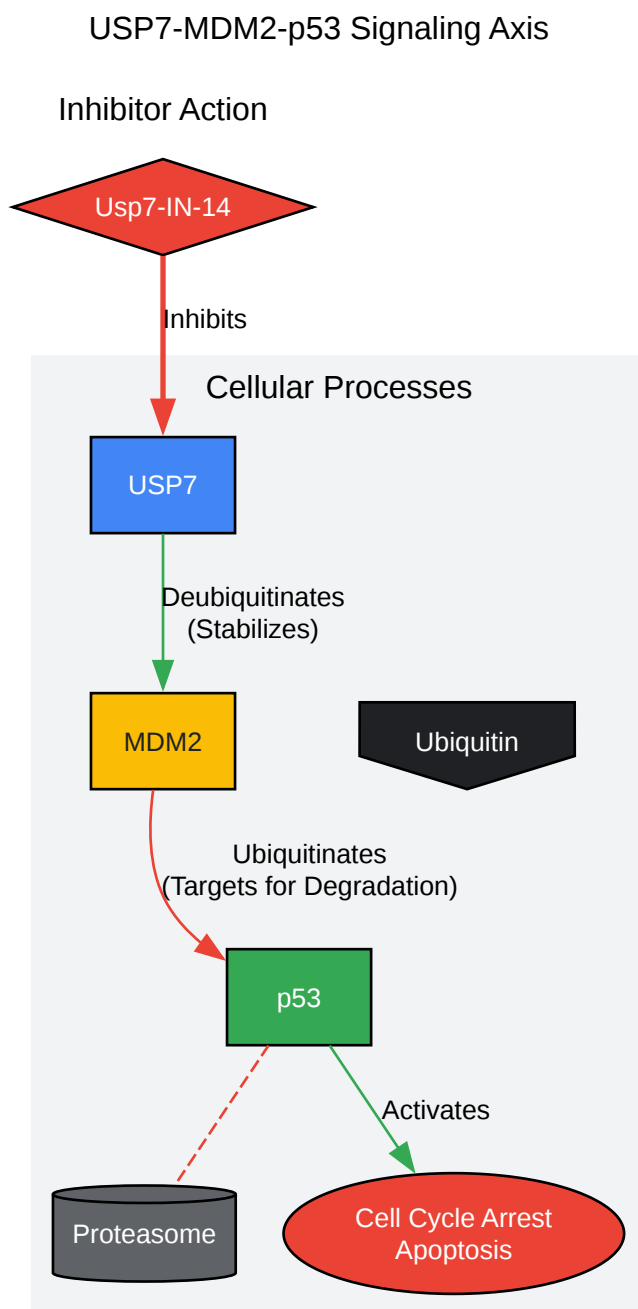 USP7-MDM2-p53 Signaling Axis
Inhibitor Action
Usp7-IN-14
Inhibits
Cellular Processes
USP7
Deubiquitinates
(Stabilizes)
MDM2
Ubiquitin
Ubiquitinates
(Targets for Degradation)
p53
Activates
Proteasome
Cell Cycle Arrest
Apoptosis